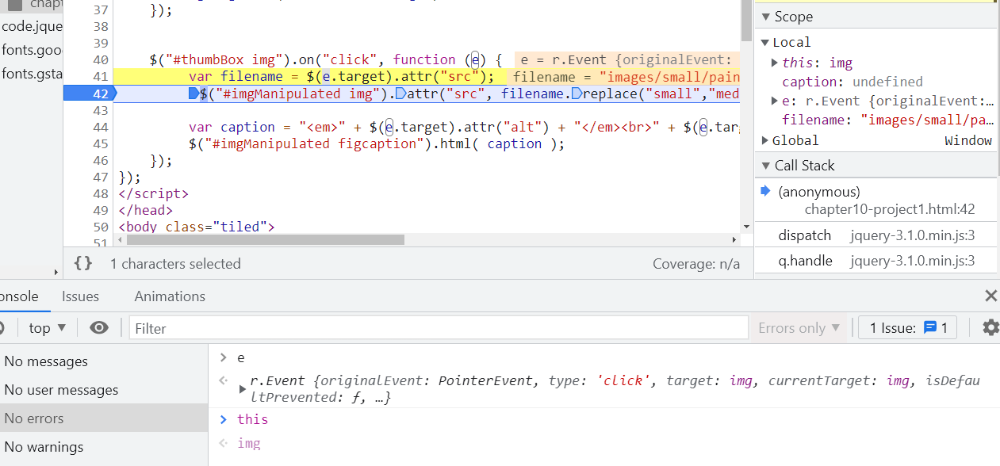 chapt
code.jque
fonts.goo
fonts.gsta
37 });
38
39
40 $("#thumbBox img").on("click", function (e) { e = r.Event {originalEvent:
41 var filename = $(e.target).attr("src"); filename = "images/small/pain
42 $("#imgManipulated img").attr("src", filename.replace("small","med
43
44 var caption = "<em>" + $(e.target).attr("alt") + "</em><br>" + $(e.targ
45 $("#imgManipulated figcaption").html( caption );
46 });
47 });
48 </script>
49 </head>
50 <body class="tiled">
51
{} 1 characters selected Coverage: n/a
Scope
Local
this: img
caption: undefined
e: r.Event {originalEvent:…
filename: "images/small/pa…
Global Window
Call Stack
(anonymous)
chapter10-project1.html:42
dispatch jquery-3.1.0.min.js:3
q.handle jquery-3.1.0.min.js:3
onsole Issues Animations
top Filter Errors only 1 Issue: 1
No messages
No user messages
No errors
No warnings
e
r.Event {originalEvent: PointerEvent, type: 'click', target: img, currentTarget: img, isDefau
ltPrevented: ƒ, …}
this
img